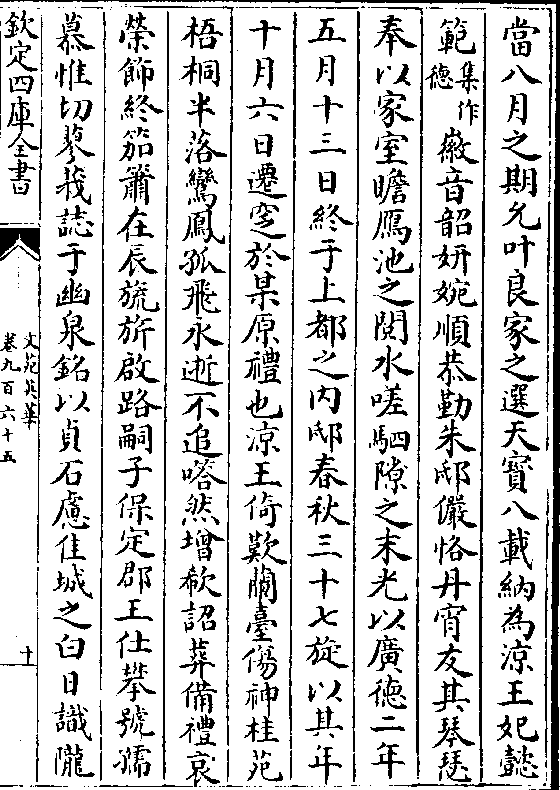 當八月之期允叶良家之選天寳八載納為涼王妃懿
範集作徳徽音韶妍婉順恭勤朱邸儼恪丹宵友其琴瑟
奉以家室瞻鴈池之閲水嗟駟隙之末光以廣徳二年
五月十三日終于上都之内邸春秋三十七旋以其年
十月六日遷窆於某原禮也涼王倚歎蘭臺傷神桂苑
梧桐半落鸞鳳孤飛永逝不追嗒然增欷詔葬備禮哀
榮飾終笳簫在辰旐旂啟路嗣子保定郡王仕攀號孺
慕惟切蓼莪誌于幽泉銘以貞石慮佳城之白日識隴
欽定四庫全書
文苑英華
卷九百六十五
十